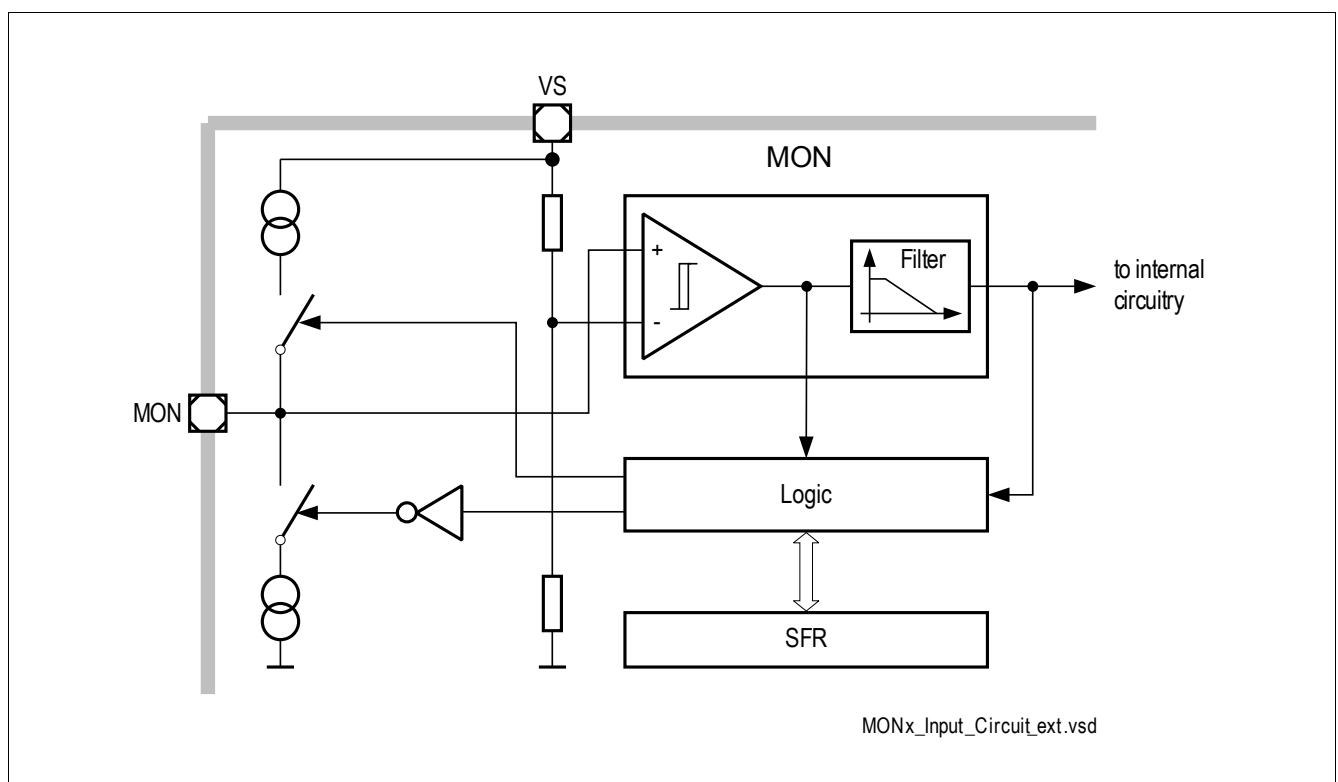 VS
MON
+
-
Filter
to internal
circuitry
MON
Logic
SFR
MONx_Input_Circuit_ext.vsd